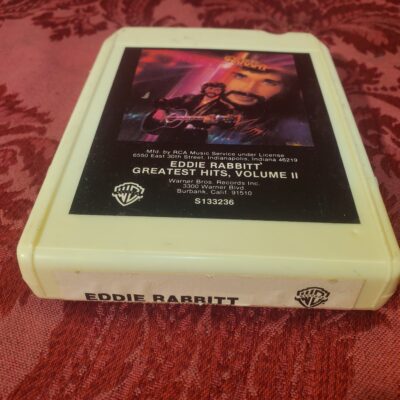 Mfd. by RCA Music Service under License
6550 East 30th Street, Indianapolis, Indiana 46219
EDDIE RABBITT
GREATEST HITS, VOLUME II
Warner Bros. Records Inc.
3300 Warner Blvd.
Burbank, Calif. 91510
S133236
EDDIE RABBITT